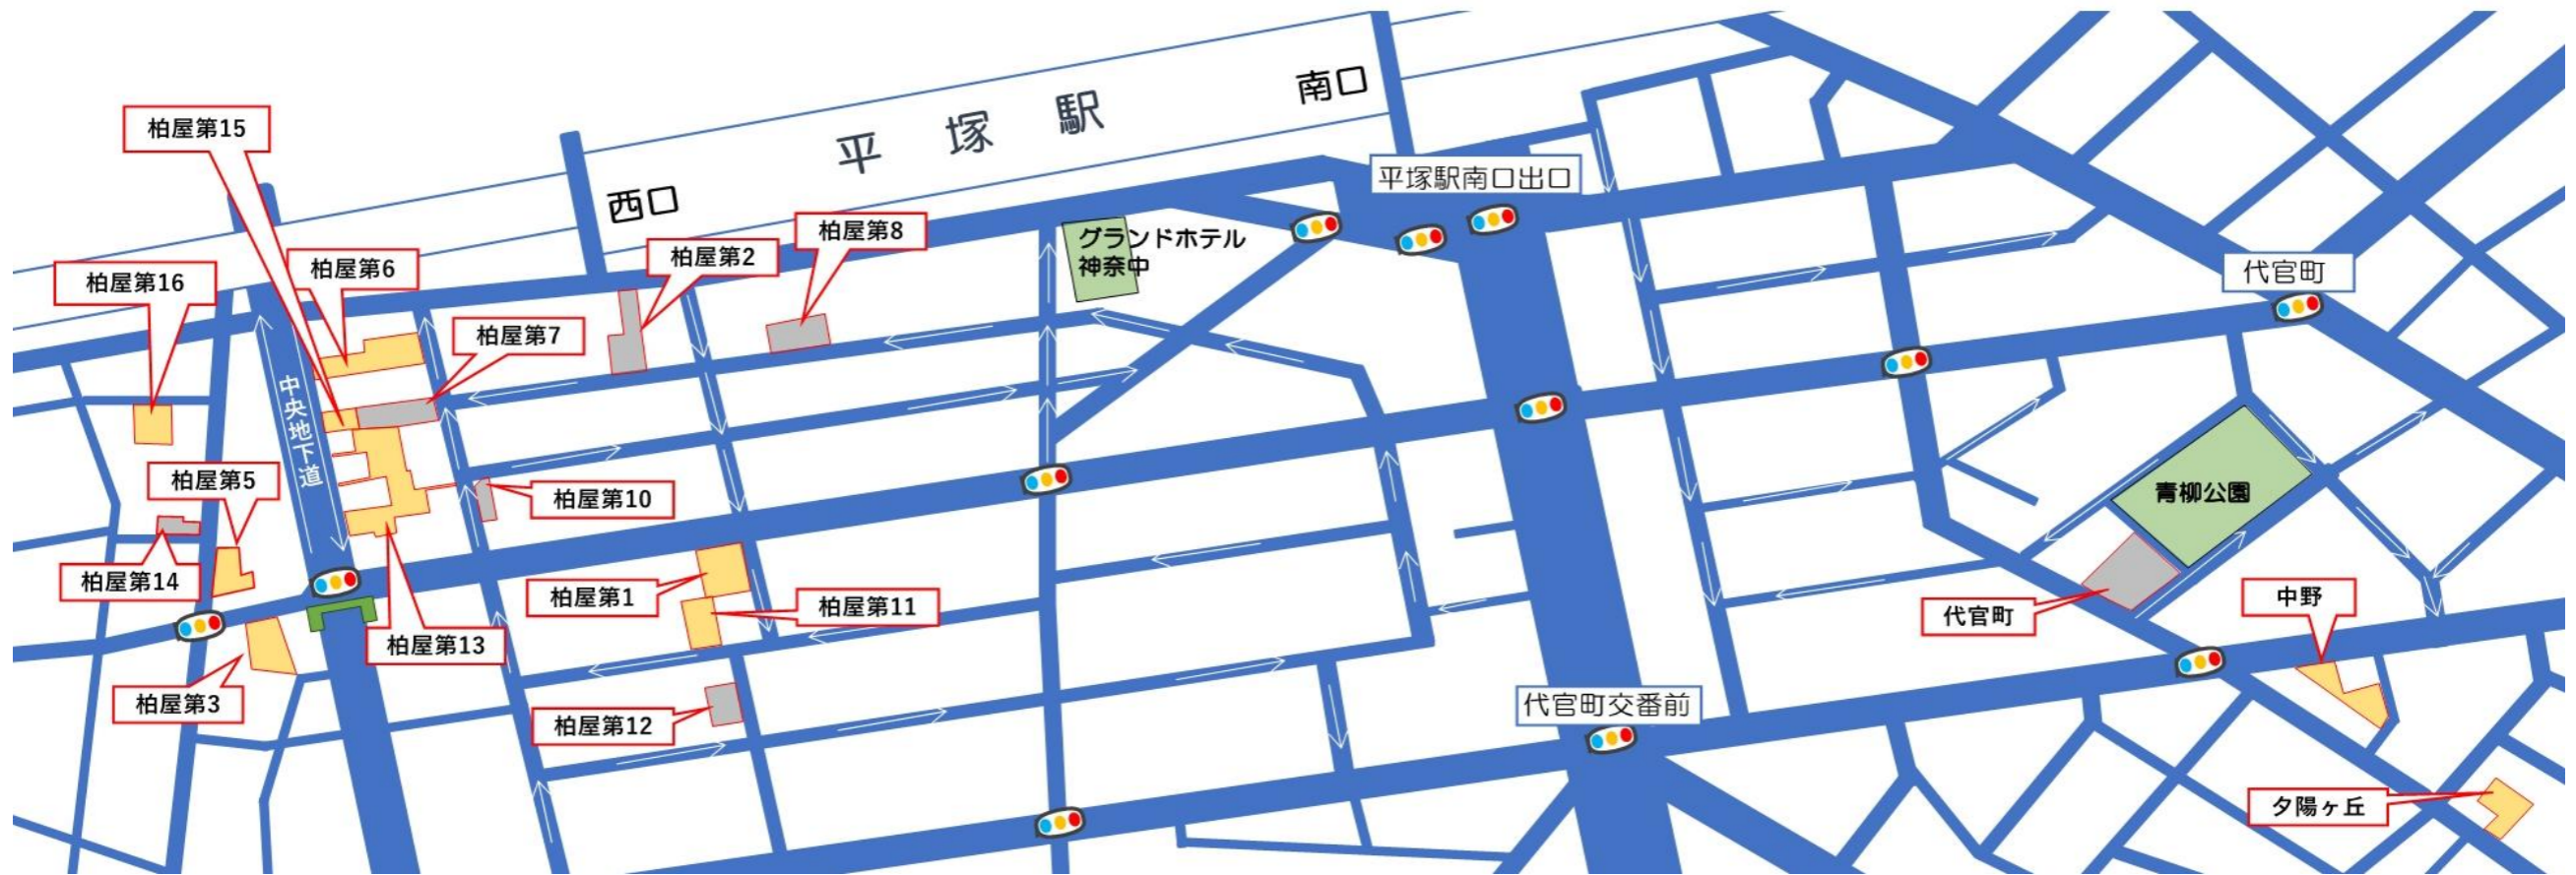 平塚駅
南口
西口
柏屋第15
平塚駅南口出口
柏屋第8
グランドホテル
神奈中
柏屋第2
柏屋第6
柏屋第16
代官町
柏屋第7
中央地下道
柏屋第5
柏屋第10
青柳公園
柏屋第14
柏屋第1
柏屋第11
中野
代官町
柏屋第13
柏屋第3
代官町交番前
柏屋第12
夕陽ヶ丘